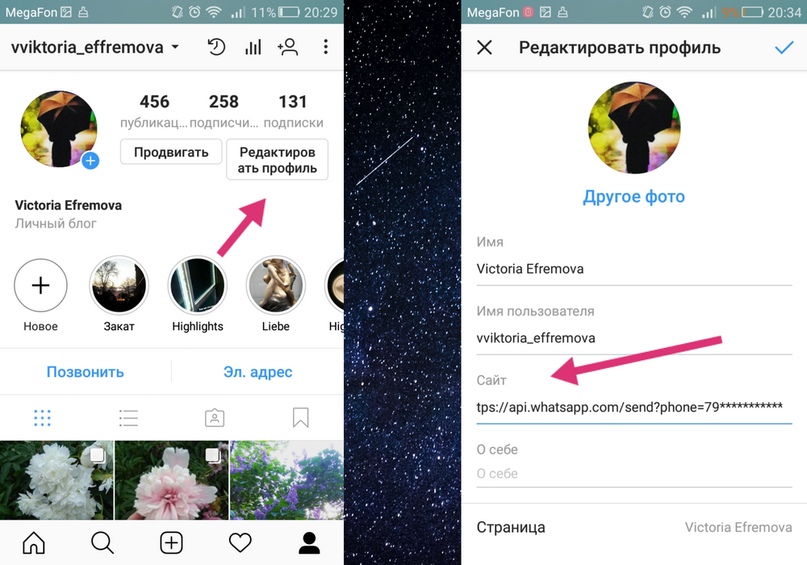 MegaFon
11%
20:29
vviktoria_effremova
456
258
131
публикац...
подписчи...
подписки
Продвигать
Редактиров
ать профиль
Victoria Efremova
Личный блог
Новое
Закат
Highlights
Liebe
Hig
Позвонить
Эл. адрес
MegaFon
20:34
Редактировать профиль
Другое фото
Имя
Victoria Efremova
Имя пользователя
vviktoria_effremova
Сайт
tps://api.whatsapp.com/send?phone=79***********
О себе
О себе
Страница
Victoria Efremova